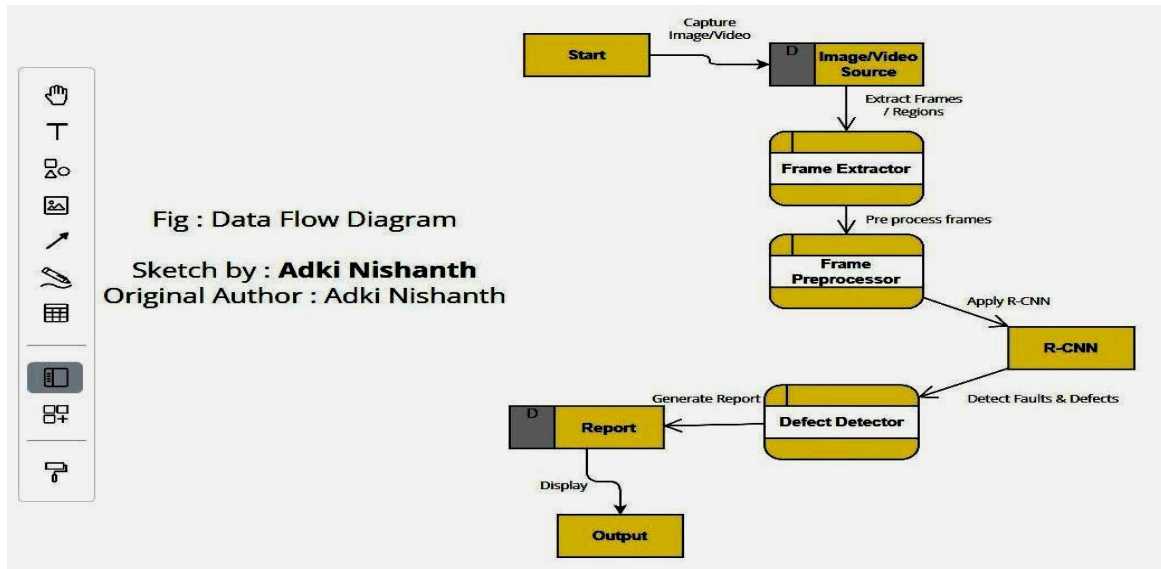 Capture
Image/Video
Start
D
Image/Video
Source
Extract Frames
/ Regions
Frame Extractor
Pre process frames
Frame
Preprocessor
Apply R-CNN
R-CNN
Detect Faults & Defects
Defect Detector
Generate Report
D
Report
Display
Output
T
Fig : Data Flow Diagram
Sketch by : Adki Nishanth
Original Author : Adki Nishanth